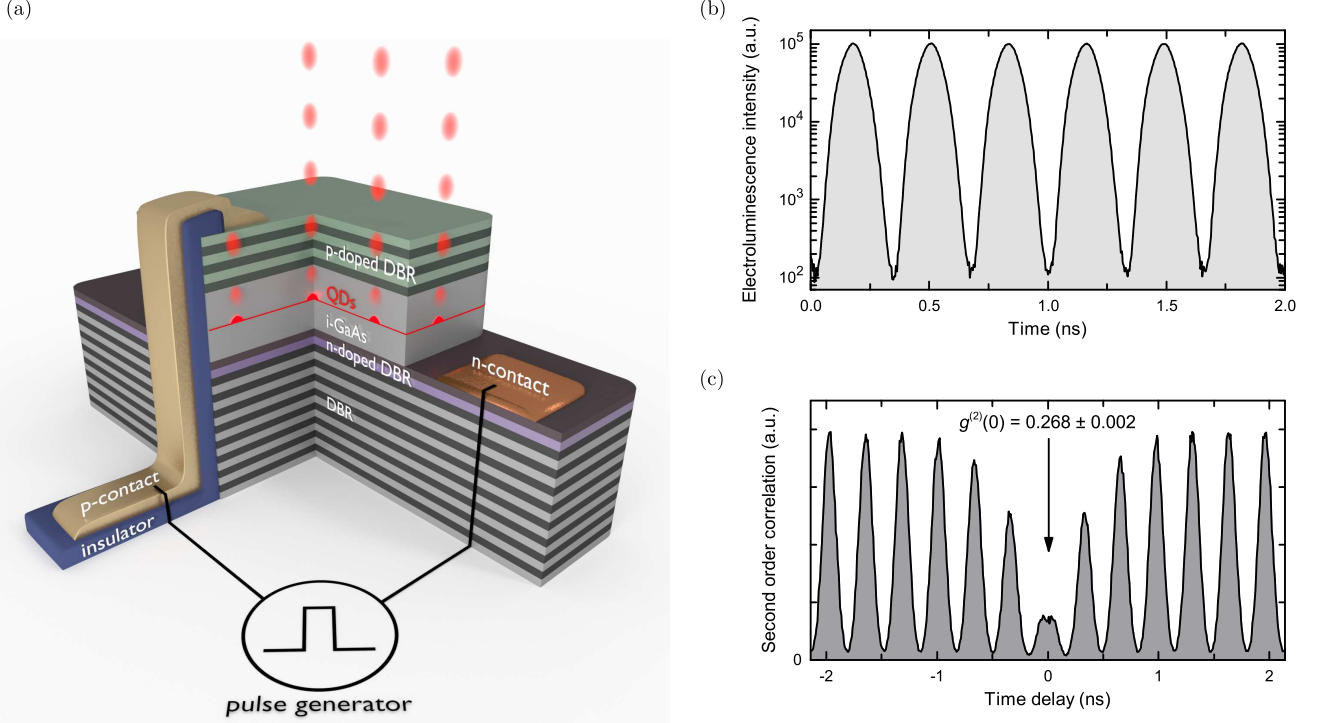 (a)
p-doped DBR
QDs
i-GaAs
n-doped DBR
n-contact
DBR
p-contact
insulator
pulse generator
(b)
Electroluminescence intensity (a.u.)
10⁵
10⁴
10³
10²
0.0 0.5 1.0 1.5 2.0
Time (ns)
(c)
g⁽²⁾(0) = 0.268 ± 0.002
Second order correlation (a.u.)
0
-2 -1 0 1 2
Time delay (ns)